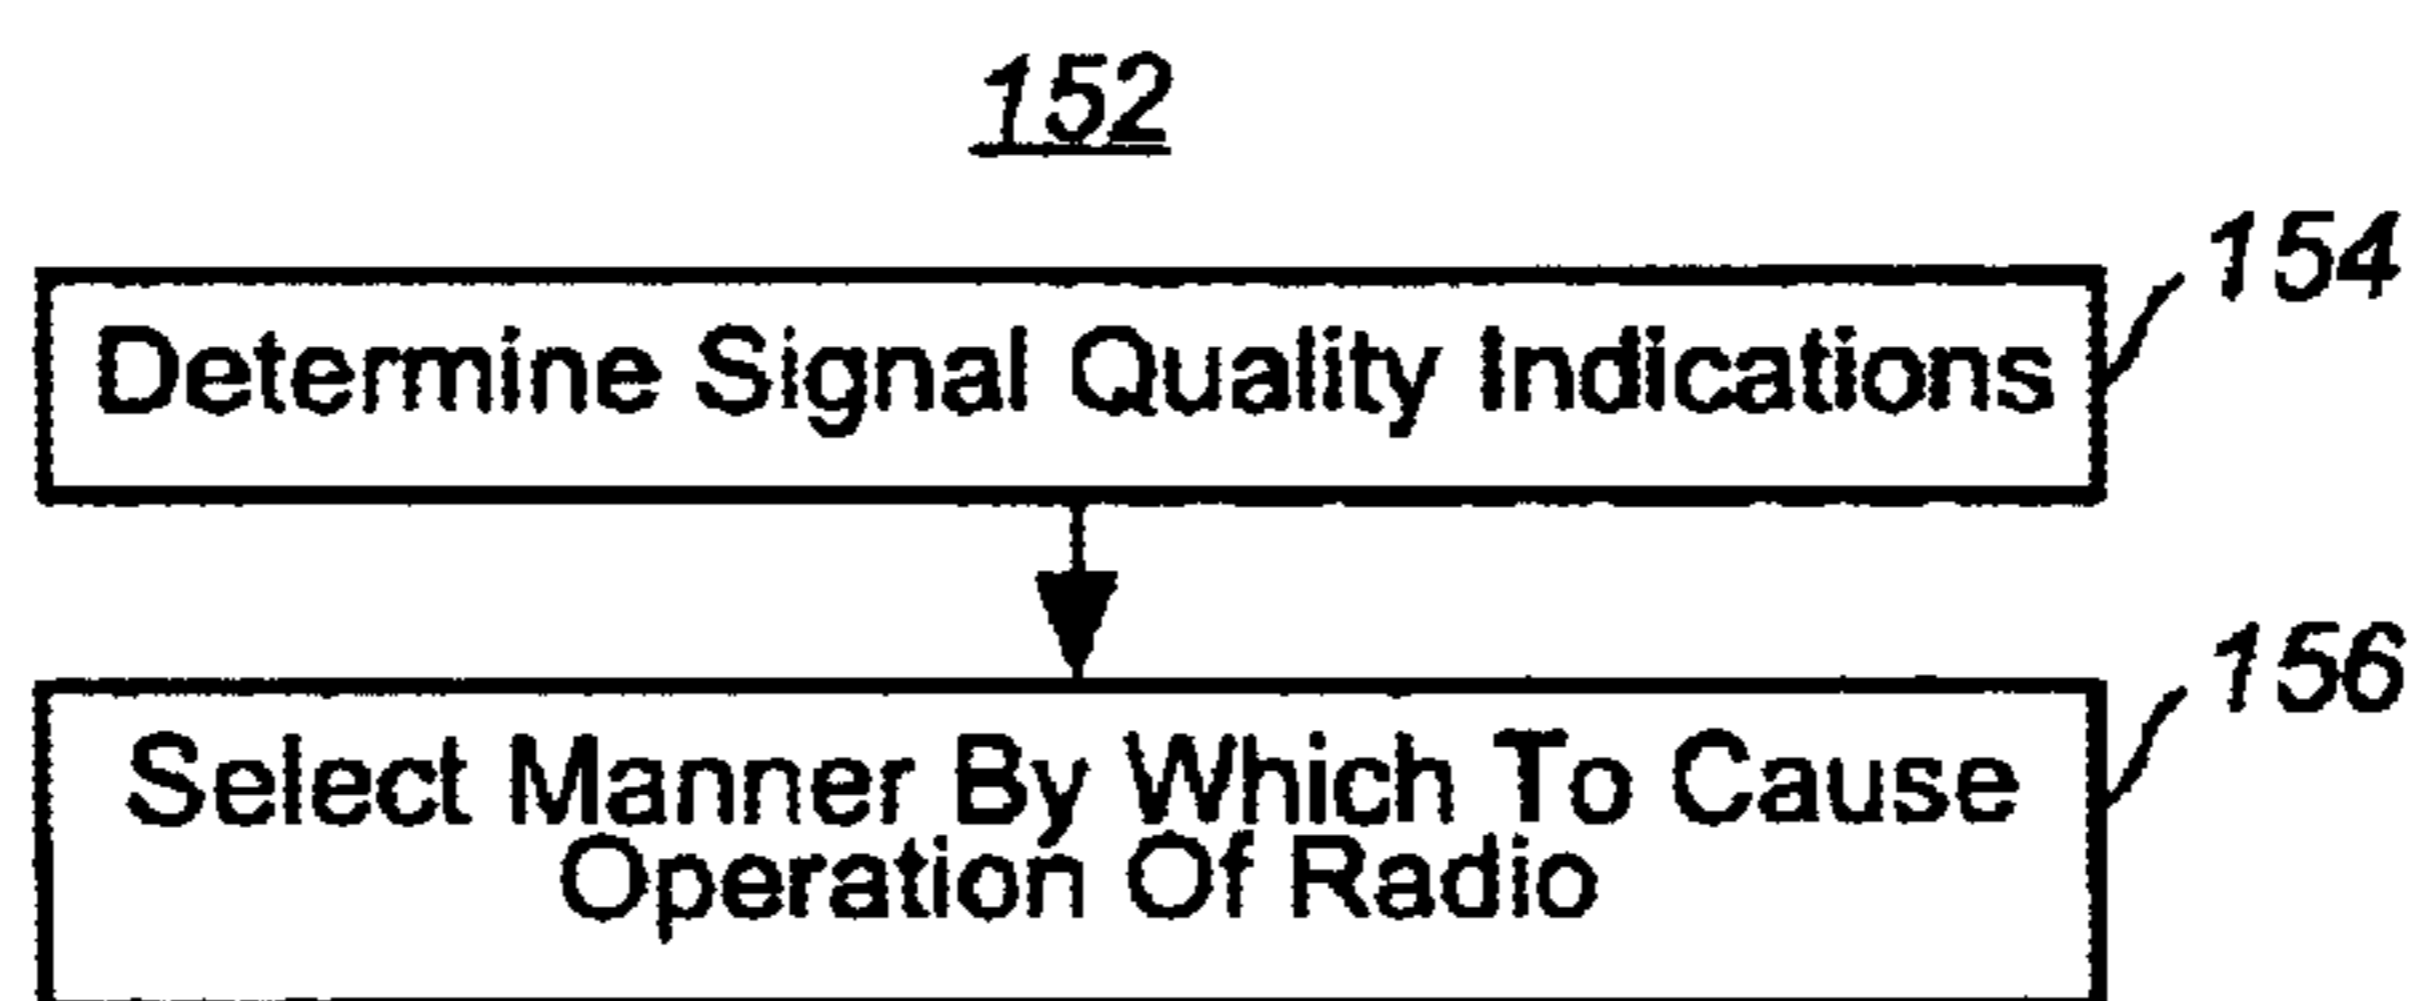 152
154
Determine Signal Quality Indications
156
Select Manner By Which To Cause
Operation Of Radio